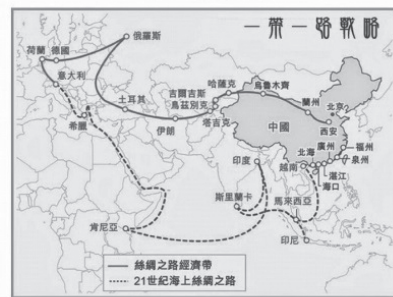 一帶一路戰略
俄羅斯
荷蘭
德國
意大利
希臘
土耳其
伊朗
吉爾吉斯
烏茲別克
塔吉克
哈薩克
烏魯木齊
蘭州
北京
西安
中國
福州
泉州
廣州
北海
湛江
海口
越南
印度
斯里蘭卡
馬來西亞
印尼
肯尼亞
絲綢之路經濟帶
21世紀海上絲綢之路